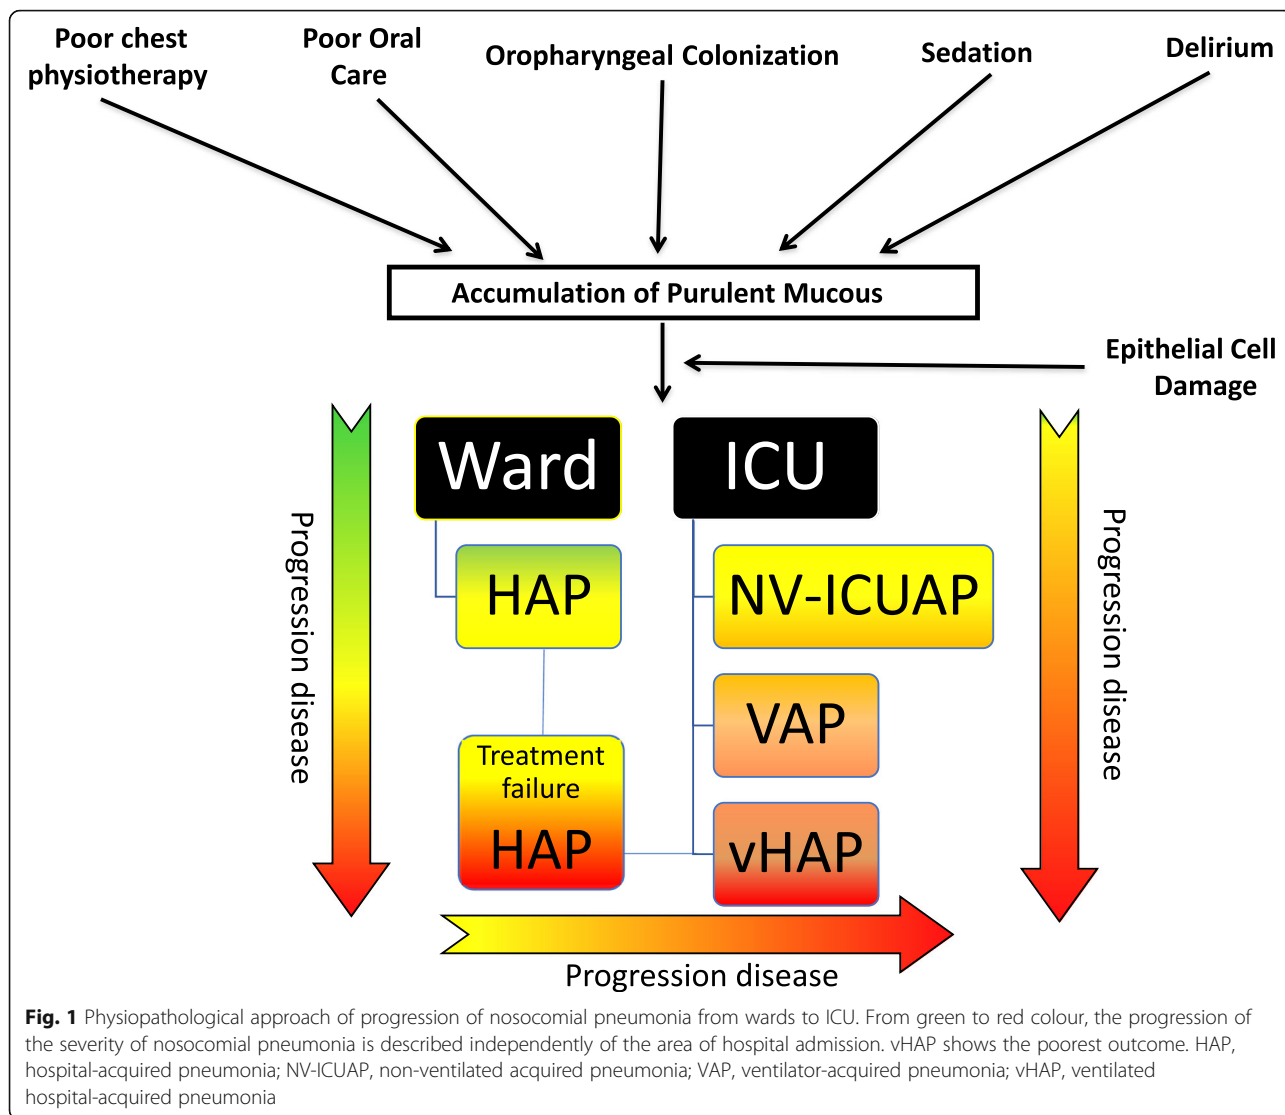 Poor chest
physiotherapy
Poor Oral
Care
Oropharyngeal Colonization
Sedation
Delirium
Accumulation of Purulent Mucous
Epithelial Cell
Damage
Ward
ICU
Progression disease
HAP
NV-ICUAP
Progression disease
VAP
Treatment
failure
HAP
vHAP
Progression disease
Fig. 1 Physiopathological approach of progression of nosocomial pneumonia from wards to ICU. From green to red colour, the progression of
the severity of nosocomial pneumonia is described independently of the area of hospital admission. vHAP shows the poorest outcome. HAP,
hospital-acquired pneumonia; NV-ICUAP, non-ventilated acquired pneumonia; VAP, ventilator-acquired pneumonia; vHAP, ventilated
hospital-acquired pneumonia